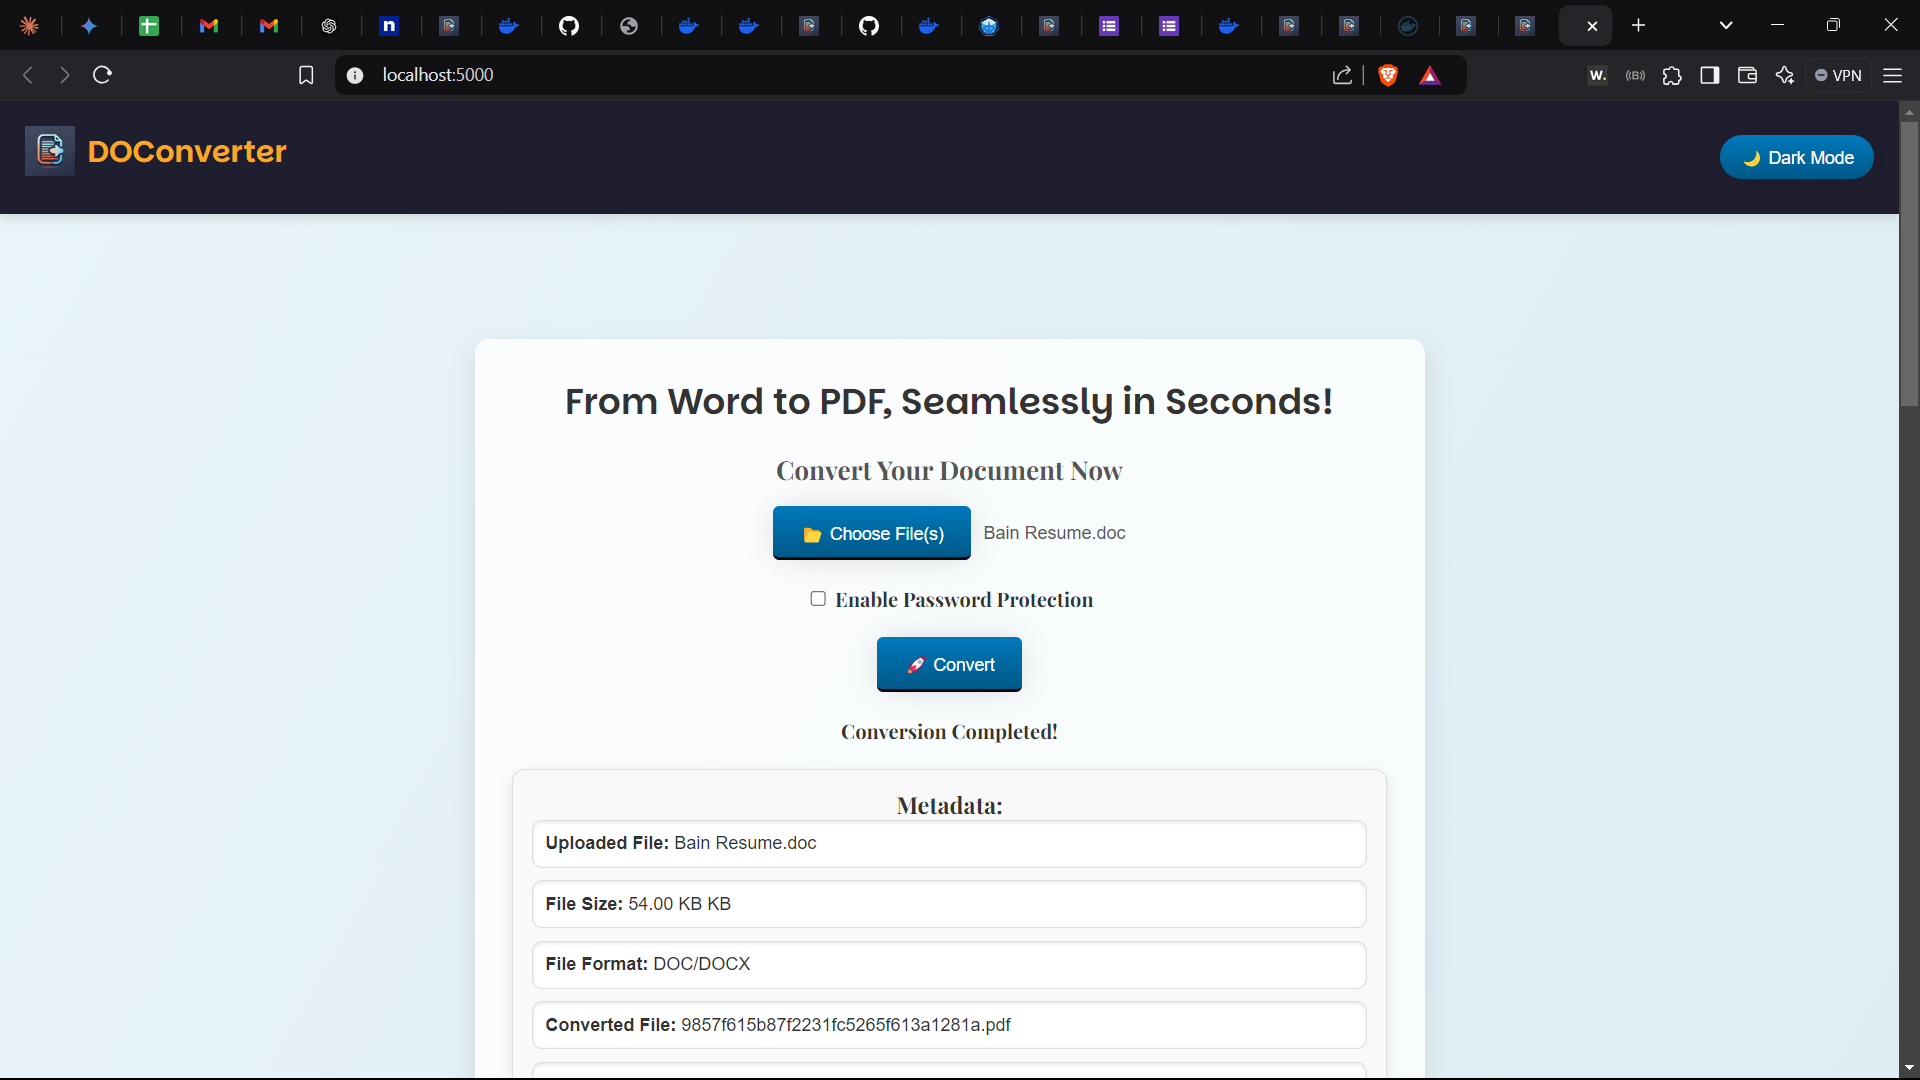 n
localhost:5000
W.
(B)
VPN
DOConverter
Dark Mode
From Word to PDF, Seamlessly in Seconds!
Convert Your Document Now
Choose File(s) Bain Resume.doc
Enable Password Protection
Convert
Conversion Completed!
Metadata:
Uploaded File: Bain Resume.doc
File Size: 54.00 KB KB
File Format: DOC/DOCX
Converted File: 9857f615b87f2231fc5265f613a1281a.pdf